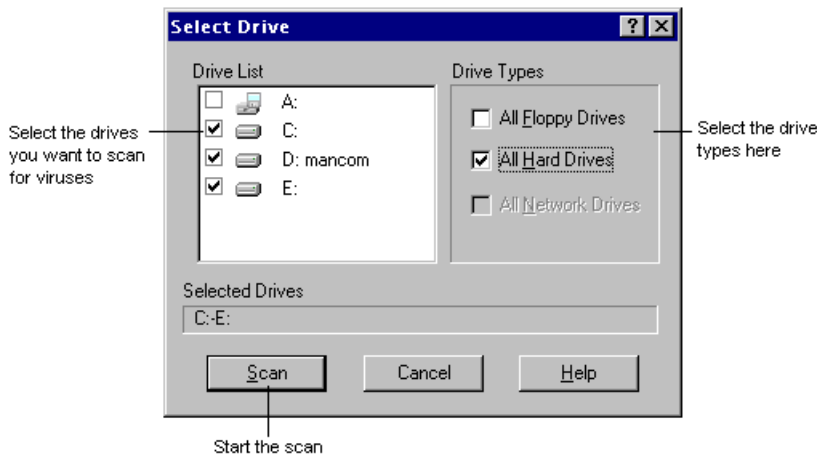 Select Drive
Drive List
Drive Types
A:
C:
D: mancom
E:
All Floppy Drives
All Hard Drives
All Network Drives
Select the drives
you want to scan
for viruses
Select the drive
types here
Selected Drives
C:-E:
Scan
Cancel
Help
Start the scan